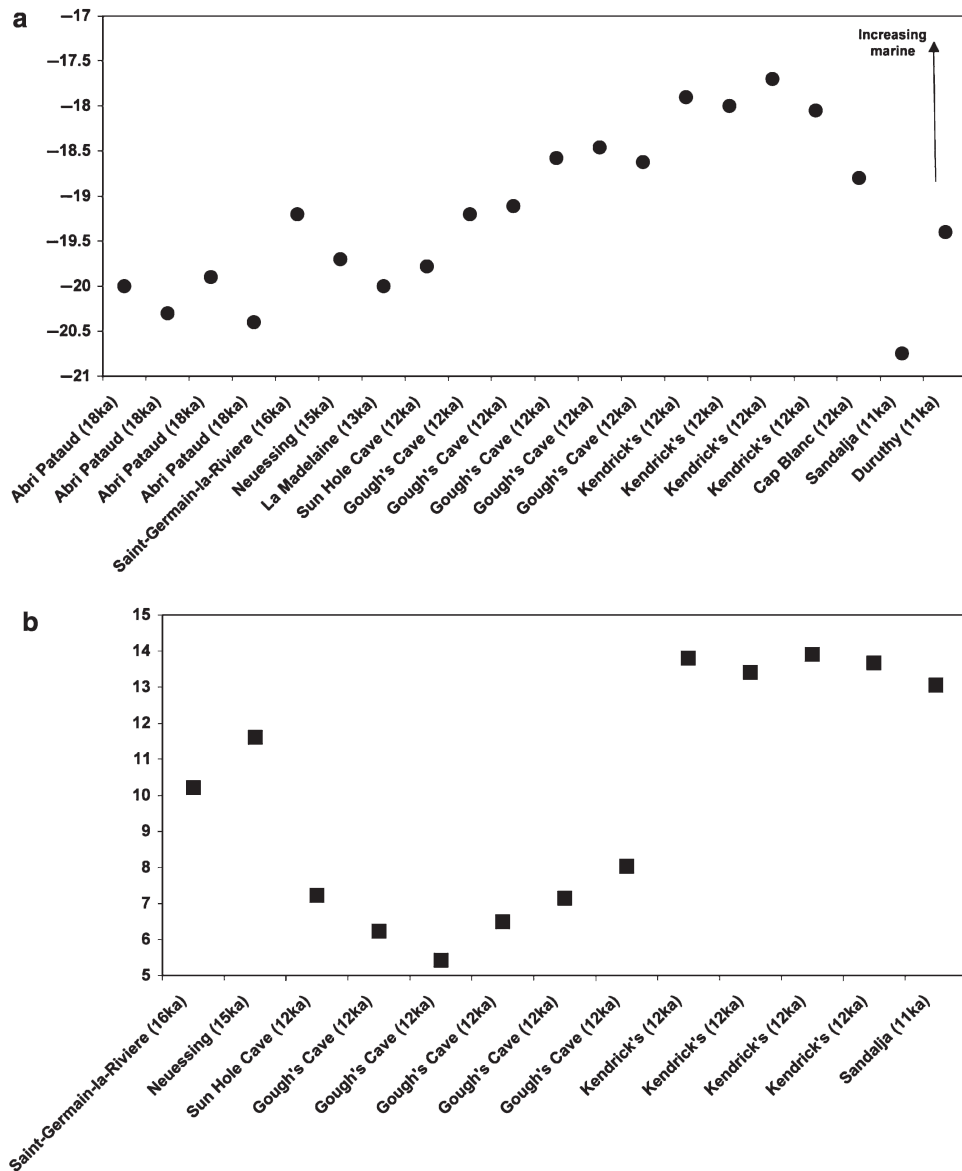 a
–17
–17.5
–18
–18.5
–19
–19.5
–20
–20.5
–21
Increasing
marine
Abri Pataud (18ka)
Abri Pataud (18ka)
Abri Pataud (18ka)
Abri Pataud (18ka)
Saint-Germain-la-Riviere (16ka)
Neuessing (15ka)
La Madelaine (13ka)
Sun Hole Cave (12ka)
Gough's Cave (12ka)
Gough's Cave (12ka)
Gough's Cave (12ka)
Gough's Cave (12ka)
Gough's Cave (12ka)
Kendrick's (12ka)
Kendrick's (12ka)
Kendrick's (12ka)
Kendrick's (12ka)
Cap Blanc (12ka)
Sandalja (11ka)
Duruthy (11ka)
b
15
14
13
12
11
10
9
8
7
6
5
Saint-Germain-la-Riviere (16ka)
Neuessing (15ka)
Sun Hole Cave (12ka)
Gough's Cave (12ka)
Gough's Cave (12ka)
Gough's Cave (12ka)
Gough's Cave (12ka)
Gough's Cave (12ka)
Kendrick's (12ka)
Kendrick's (12ka)
Kendrick's (12ka)
Kendrick's (12ka)
Sandalja (11ka)